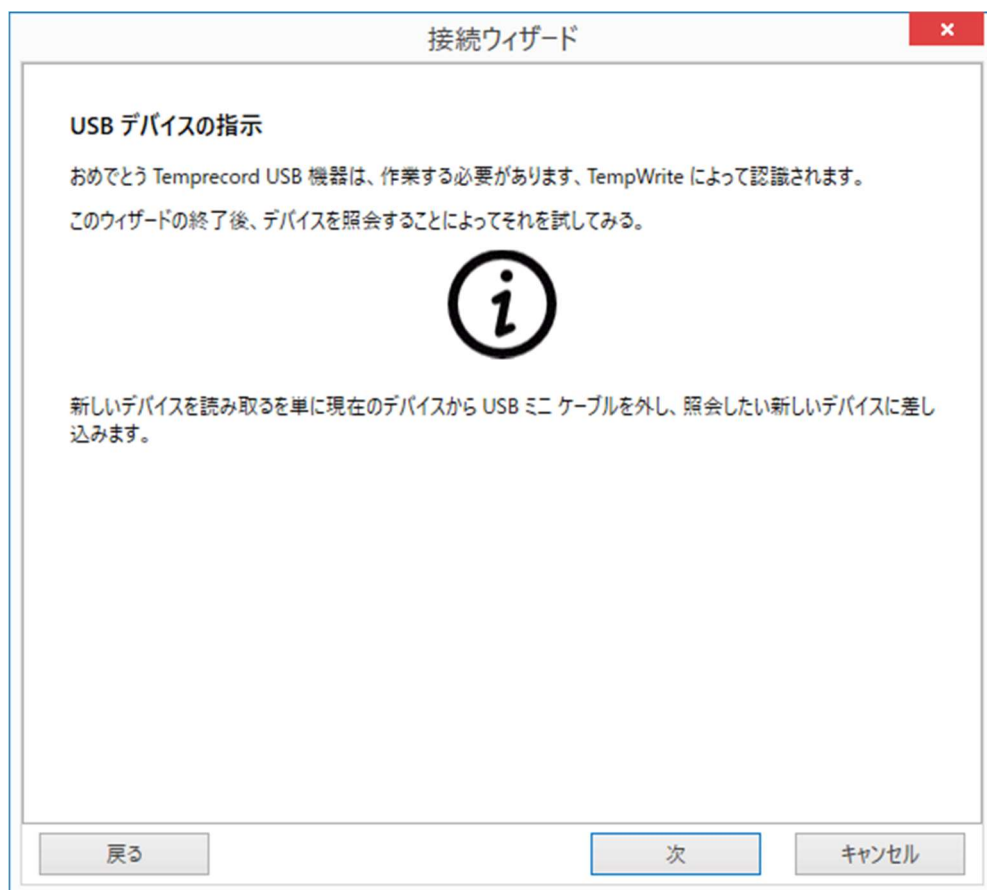 接続ウィザード
USB デバイスの指示
おめでとう Temprecord USB 機器は、作業する必要があります、TempWrite によって認識されます。
このウィザードの終了後、デバイスを照会することによってそれを試してみる。
新しいデバイスを読み取るを単に現在のデバイスから USB ミニ ケーブルを外し、照会したい新しいデバイスに差し
込みます。
戻る
次
キャンセル